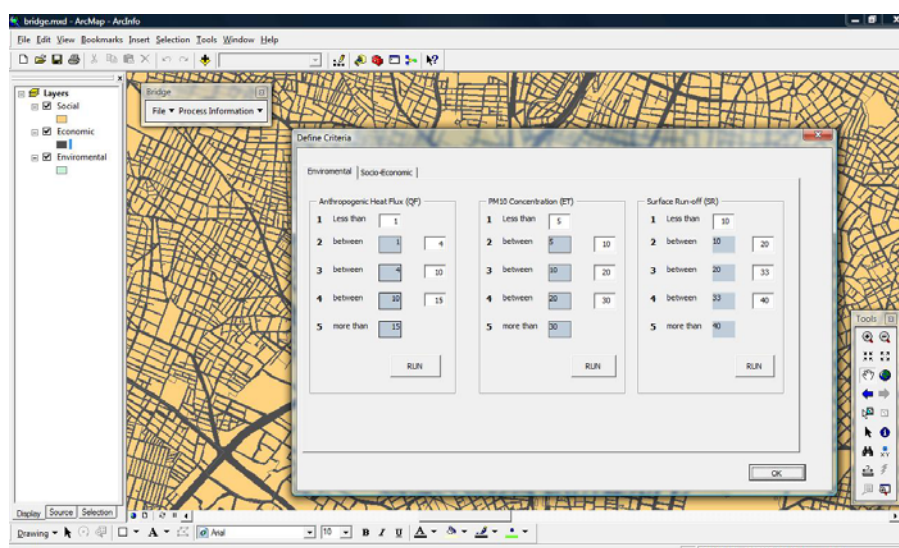 bridge.mxd - ArcMap - ArcInfo
File Edit View Bookmarks Insert Selection Tools Window Help
Layers
Social
Economic
Enviromental
Bridge
File Process Information
Define Criteria
Enviromental Socio-Economic
Anthropogenic Heat Flux (QF)
1 Less than 1
2 between 1 4
3 between 4 10
4 between 10 15
5 more than 15
RUN
PM10 Concentration (ET)
1 Less than 5
2 between 5 10
3 between 10 20
4 between 20 30
5 more than 30
RUN
Surface Run-off (SR)
1 Less than 10
2 between 10 20
3 between 20 33
4 between 33 40
5 more than 40
RUN
OK
Tools
XY
Display Source Selection
Drawing A Arial 10 B I U A